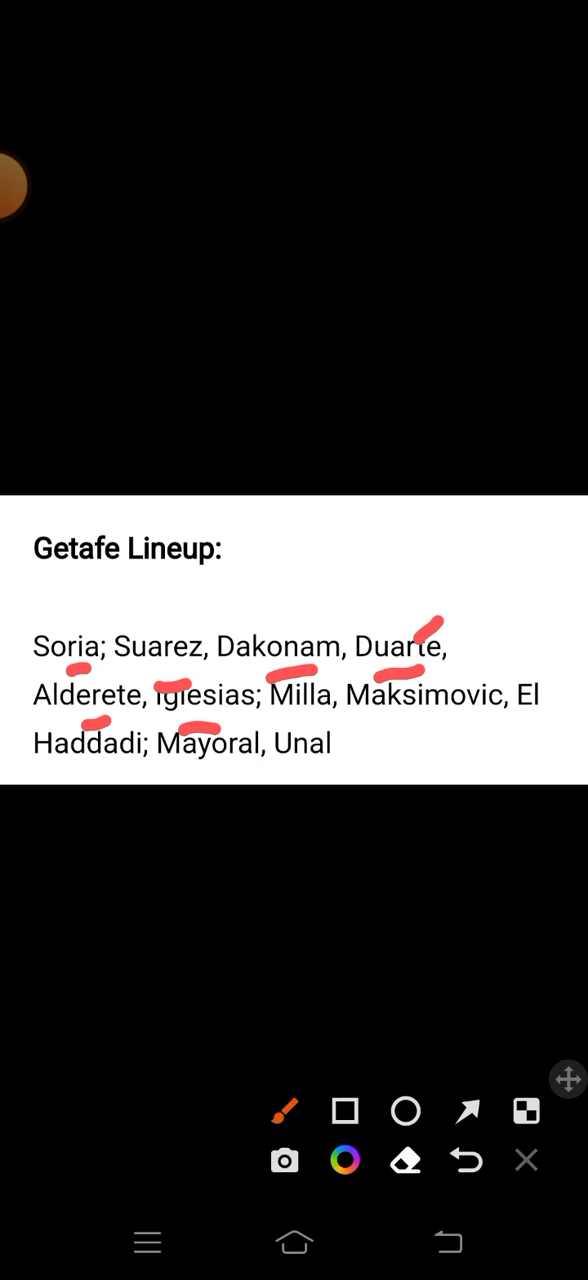 Getafe Lineup:
Soria; Suarez, Dakonam, Duarte,
Alderete, Iglesias; Milla, Maksimovic, El
Haddadi; Mayoral, Unal